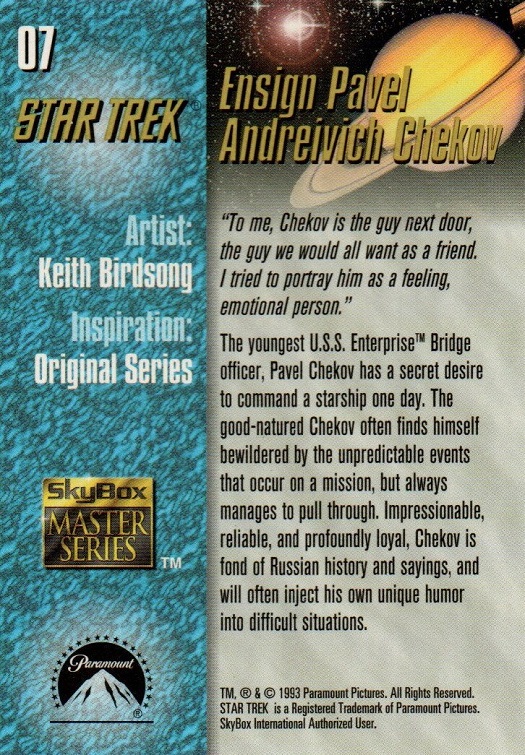 07
STAR TREK®
Artist:
Keith Birdsong
Inspiration:
Original Series
SkyBox
MASTER
SERIES
TM
Paramount
®
Ensign Pavel
Andreivich Chekov
"To me, Chekov is the guy next door,
the guy we would all want as a friend.
I tried to portray him as a feeling,
emotional person."
The youngest U.S.S. Enterprise™ Bridge
officer, Pavel Chekov has a secret desire
to command a starship one day. The
good-natured Chekov often finds himself
bewildered by the unpredictable events
that occur on a mission, but always
manages to pull through. Impressionable,
reliable, and profoundly loyal, Chekov is
fond of Russian history and sayings, and
will often inject his own unique humor
into difficult situations.
TM, ® & © 1993 Paramount Pictures. All Rights Reserved.
STAR TREK is a Registered Trademark of Paramount Pictures.
SkyBox International Authorized User.